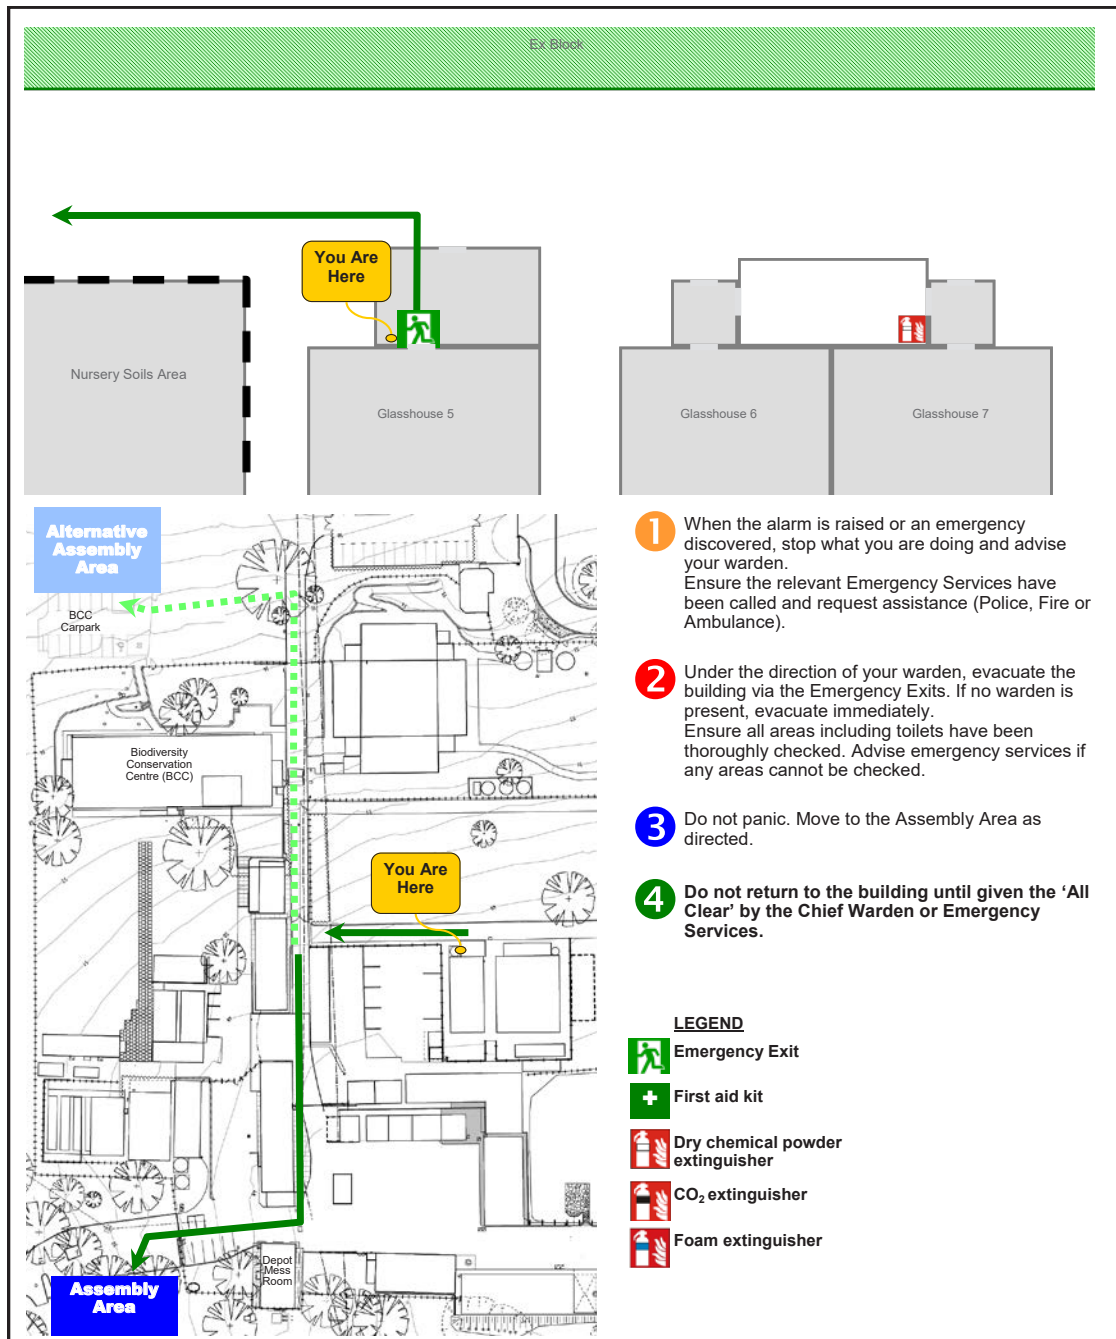 Ex Block
You Are
Here
Nursery Soils Area
Glasshouse 5
Glasshouse 6
Glasshouse 7
Alternative
Assembly
Area
BCC
Carpark
Biodiversity
Conservation
Centre (BCC)
You Are
Here
Depot
Mess
Room
Assembly
Area
1
When the alarm is raised or an emergency
discovered, stop what you are doing and advise
your warden.
Ensure the relevant Emergency Services have
been called and request assistance (Police, Fire or
Ambulance).
2
Under the direction of your warden, evacuate the
building via the Emergency Exits. If no warden is
present, evacuate immediately.
Ensure all areas including toilets have been
thoroughly checked. Advise emergency services if
any areas cannot be checked.
3
Do not panic. Move to the Assembly Area as
directed.
4
Do not return to the building until given the ‘All
Clear’ by the Chief Warden or Emergency
Services.
LEGEND
Emergency Exit
First aid kit
Dry chemical powder
extinguisher
CO₂ extinguisher
Foam extinguisher